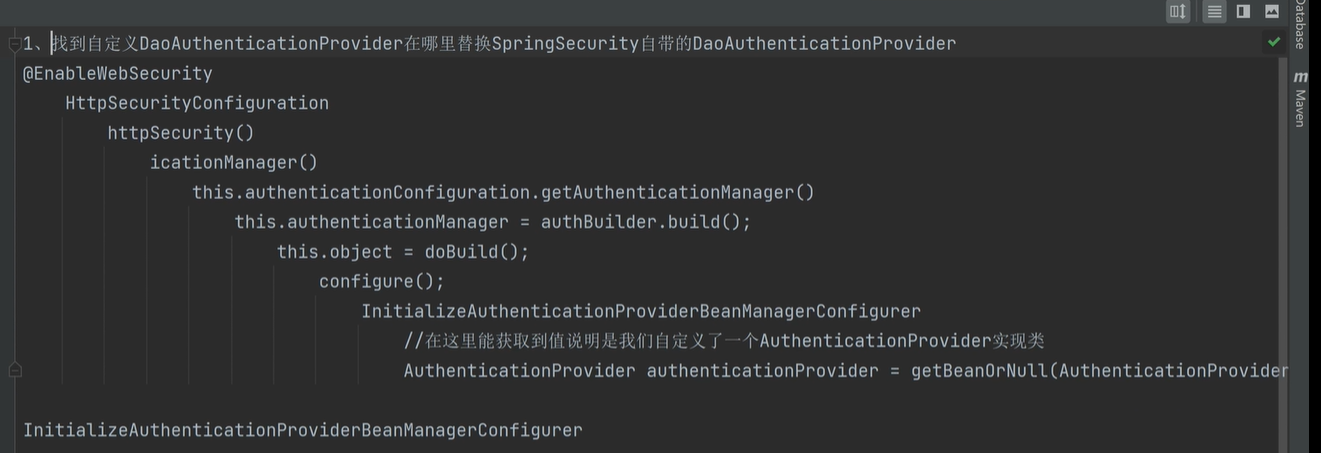 1、找到自定义DaoAuthenticationProvider在哪里替换SpringSecurity自带的DaoAuthenticationProvider
@EnableWebSecurity
HttpSecurityConfiguration
httpSecurity()
icationManager()
this.authenticationConfiguration.getAuthenticationManager()
this.authenticationManager = authBuilder.build();
this.object = doBuild();
configure();
InitializeAuthenticationProviderBeanManagerConfigurer
//在这里能获取到值说明是我们自定义了一个AuthenticationProvider实现类
AuthenticationProvider authenticationProvider = getBeanOrNull(AuthenticationProvider
InitializeAuthenticationProviderBeanManagerConfigurer
Database
m Maven